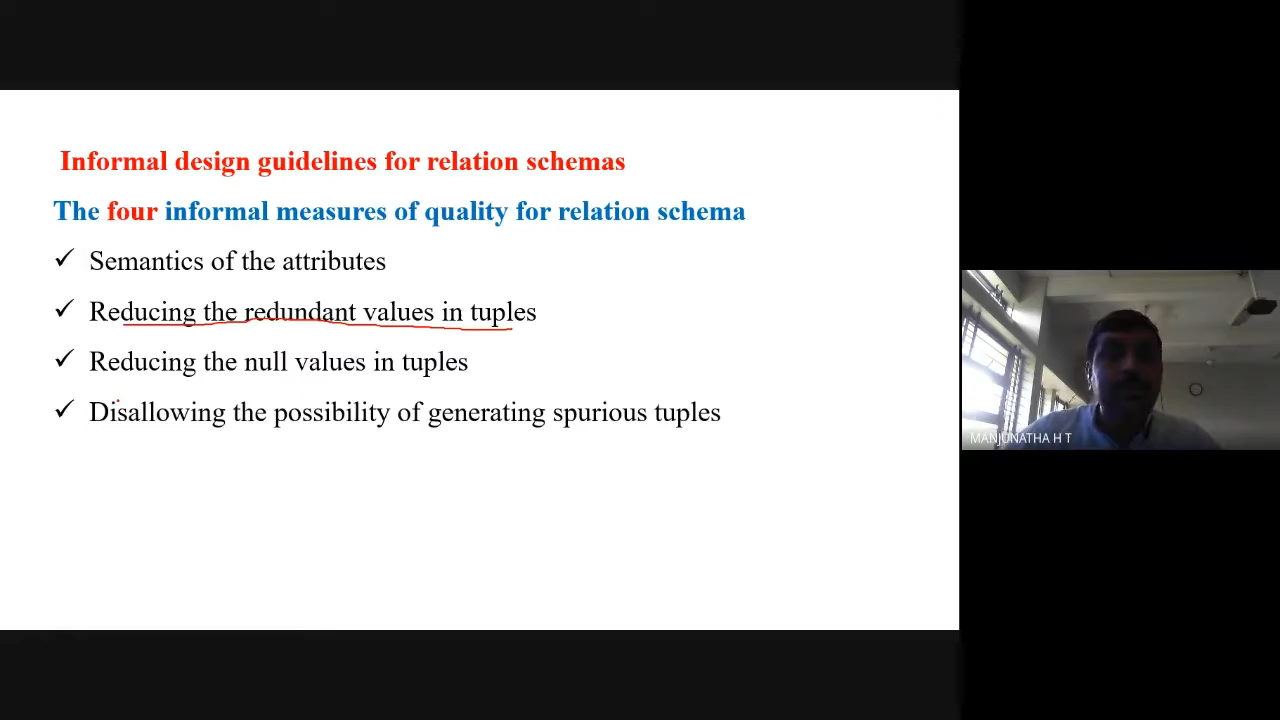 Informal design guidelines for relation schemas
The four informal measures of quality for relation schema
✓ Semantics of the attributes
✓ Reducing the redundant values in tuples
✓ Reducing the null values in tuples
✓ Disallowing the possibility of generating spurious tuples
MANJUNATHA H T